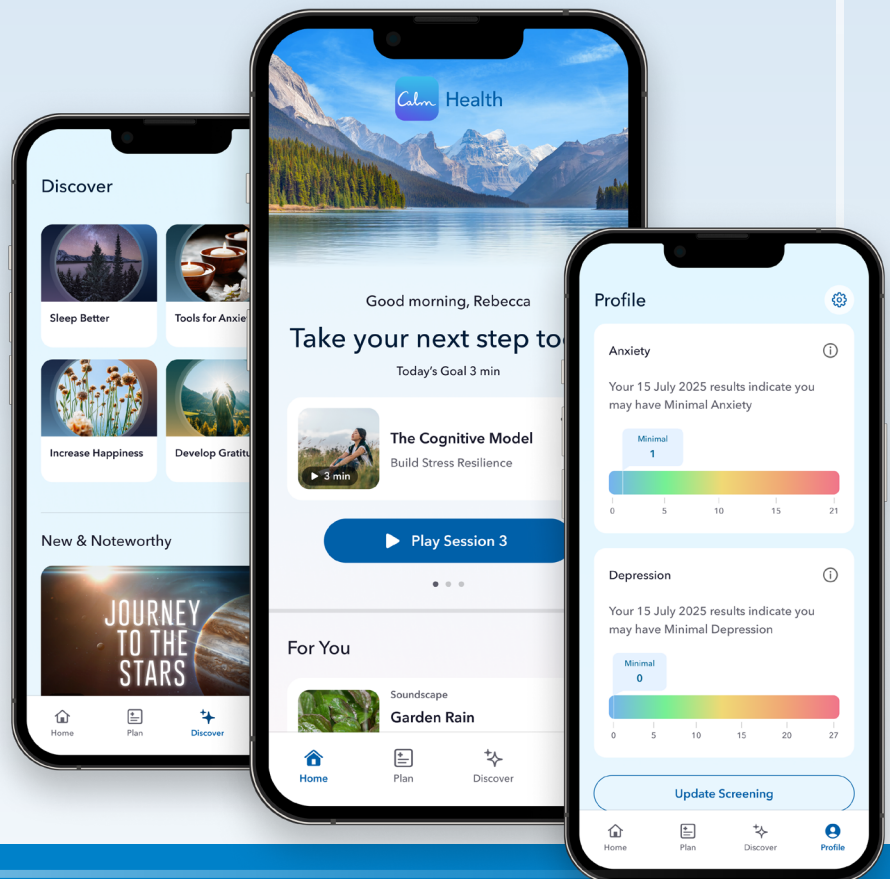 Discover
Sleep Better
Tools for
Increase Happiness
Develop
New & Noteworthy
JOURNEY
TO THE
STARS
Home
Plan
Discover
Calm Health
Good morning, Rebecca
Take your next step
Today's Goal 3 min
3 min
The Cognitive Model
Build Stress Resilience
Play Session 3
For You
Soundscape
Garden Rain
Home
Plan
Discover
Profile
Anxiety
Your 15 July 2025 results indicate you
may have Minimal Anxiety
Minimal
1
0 5 10 15 21
Depression
Your 15 July 2025 results indicate you
may have Minimal Depression
Minimal
0
0 5 10 15 20 27
Update Screening
Home
Plan
Discover
Profile